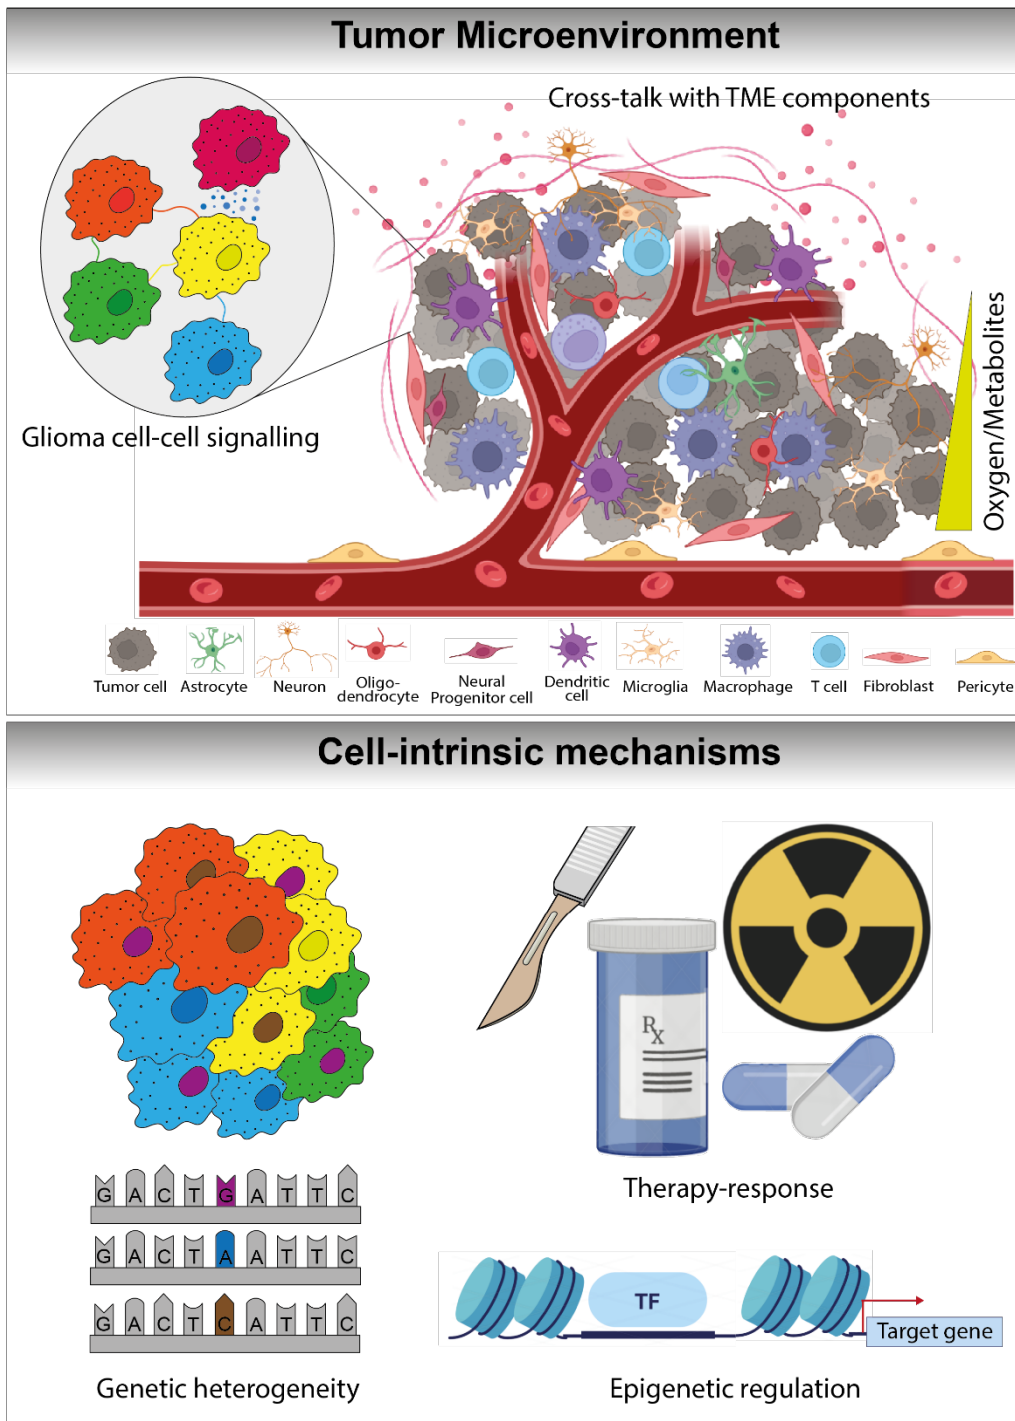 Tumor Microenvironment
Cross-talk with TME components
Glioma cell-cell signalling
Oxygen/Metabolites
Tumor cell
Astrocyte
Neuron
Oligo-
dendrocyte
Neural
Progenitor cell
Dendritic
cell
Microglia
Macrophage
T cell
Fibroblast
Pericyte
Cell-intrinsic mechanisms
Rx
Therapy-response
G A C T G A T T C
G A C T A A T T C
G A C T C A T T C
Genetic heterogeneity
TF
Target gene
Epigenetic regulation